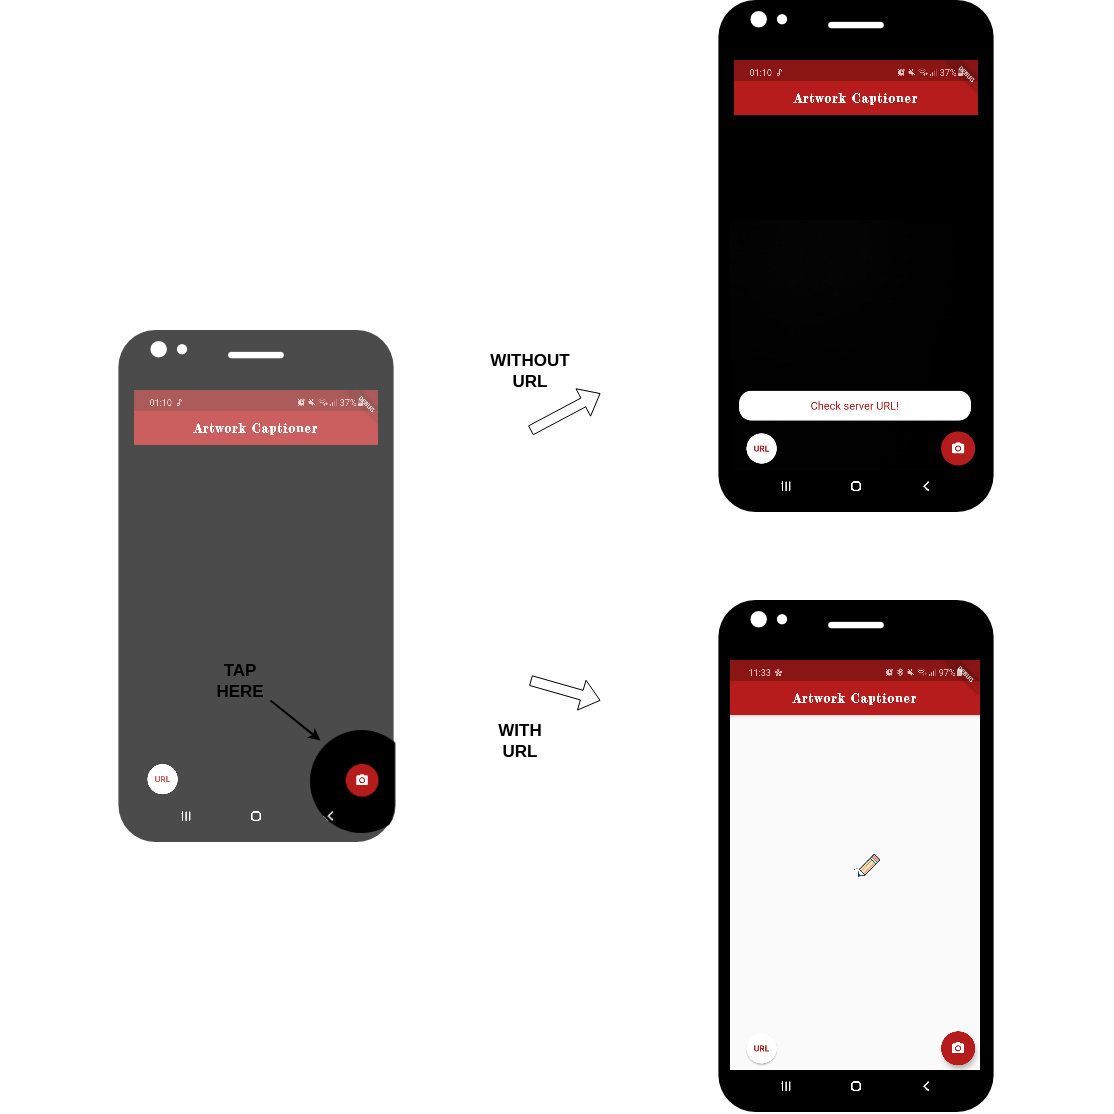 01:10
37%
DEBUG
Artwork Captioner
Check server URL!
URL
WITHOUT
URL
01:10
37%
DEBUG
Artwork Captioner
TAP
HERE
URL
WITH
URL
11:33
97%
DEBUG
Artwork Captioner
URL